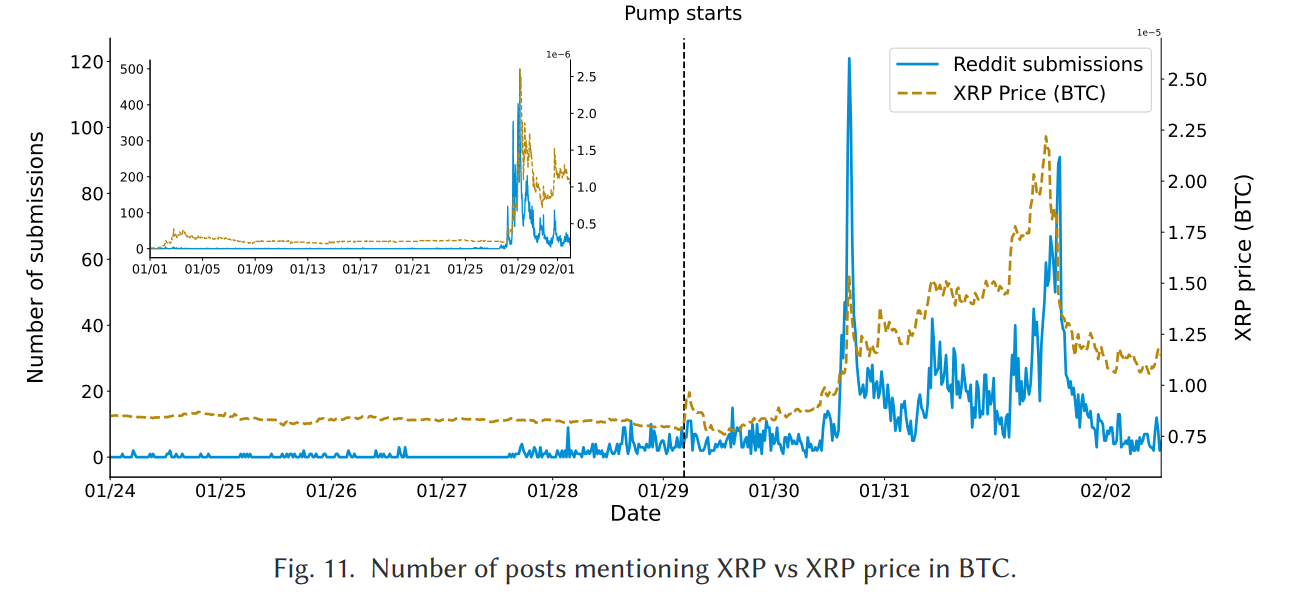 Pump starts
1e−5
Reddit submissions
XRP Price (BTC)
Number of submissions
120
100
80
60
40
20
0
2.50
2.25
2.00
1.75
1.50
1.25
1.00
0.75
XRP price (BTC)
1e−6
500
400
300
200
100
0
2.5
2.0
1.5
1.0
0.5
01/01 01/05 01/09 01/13 01/17 01/21 01/25 01/29 02/01
01/24 01/25 01/26 01/27 01/28 01/29 01/30 01/31 02/01 02/02
Date
Fig. 11. Number of posts mentioning XRP vs XRP price in BTC.